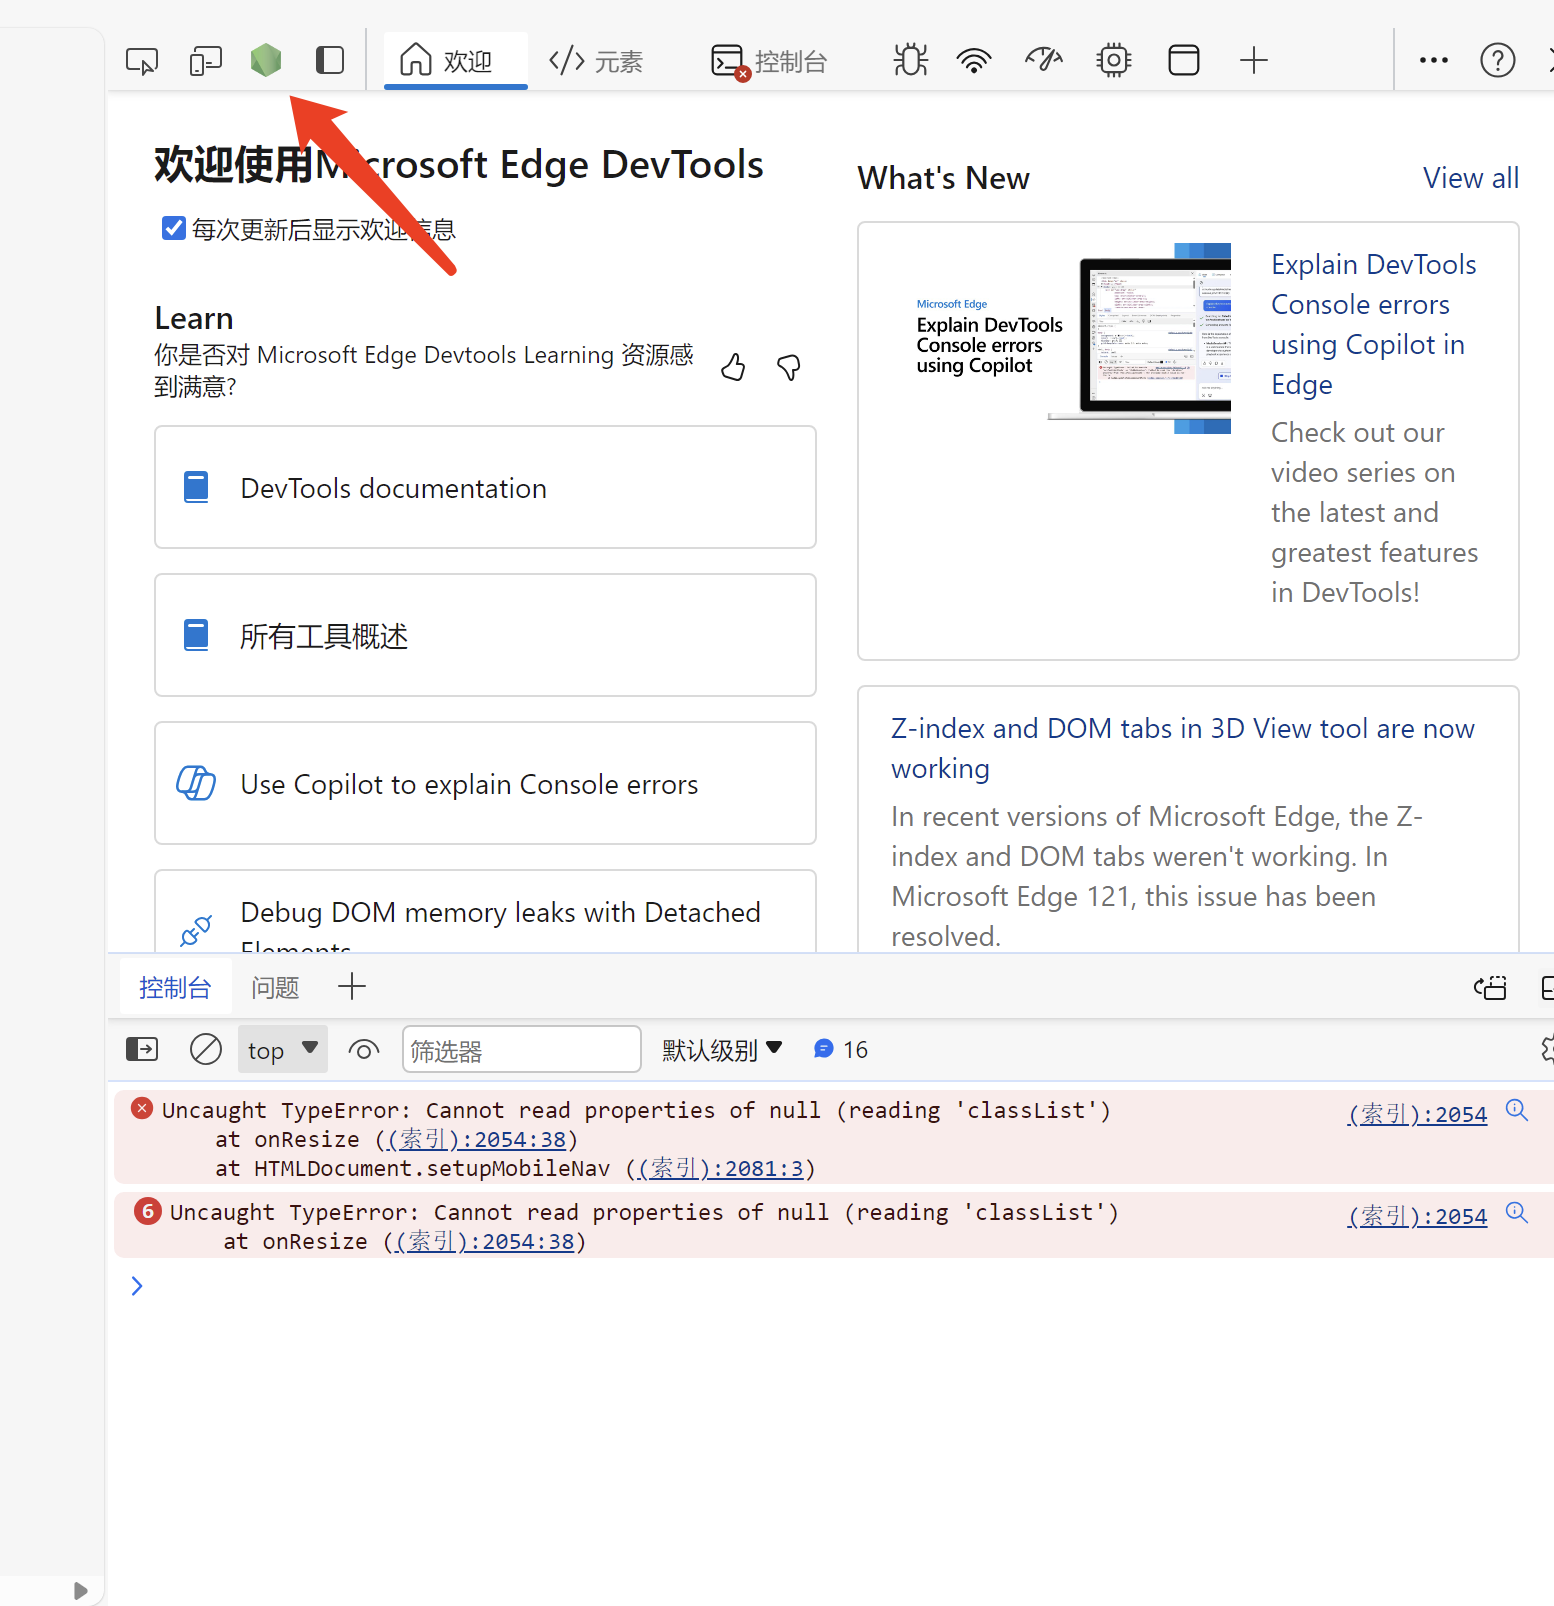 欢迎
元素
控制台
欢迎使用Microsoft Edge DevTools
每次更新后显示欢迎信息
Learn
你是否对 Microsoft Edge Devtools Learning 资源感
到满意?
DevTools documentation
所有工具概述
Use Copilot to explain Console errors
Debug DOM memory leaks with Detached
Elements
What's New
View all
Microsoft Edge
Explain DevTools
Console errors
using Copilot
Explain DevTools
Console errors
using Copilot in
Edge
Check out our
video series on
the latest and
greatest features
in DevTools!
Z-index and DOM tabs in 3D View tool are now
working
In recent versions of Microsoft Edge, the Z-
index and DOM tabs weren't working. In
Microsoft Edge 121, this issue has been
resolved.
控制台
问题
top
筛选器
默认级别
16
Uncaught TypeError: Cannot read properties of null (reading 'classList')
(索引):2054
at onResize ((索引):2054:38)
at HTMLDocument.setupMobileNav ((索引):2081:3)
6
Uncaught TypeError: Cannot read properties of null (reading 'classList')
(索引):2054
at onResize ((索引):2054:38)